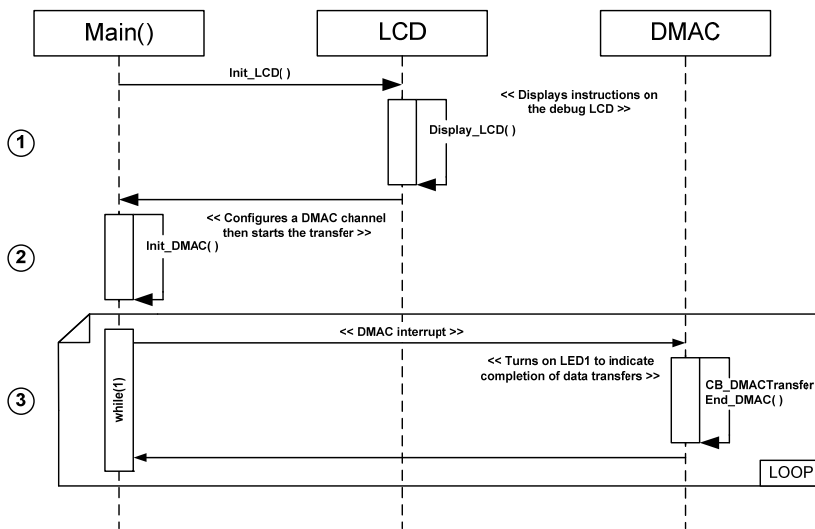 Main()
LCD
DMAC
Init_LCD( )
<< Displays instructions on
the debug LCD >>
1
Display_LCD( )
<< Configures a DMAC channel
then starts the transfer >>
2
Init_DMAC( )
<< DMAC interrupt >>
<< Turns on LED1 to indicate
completion of data transfers >>
3
while(1)
CB_DMACTransfer
End_DMAC( )
LOOP